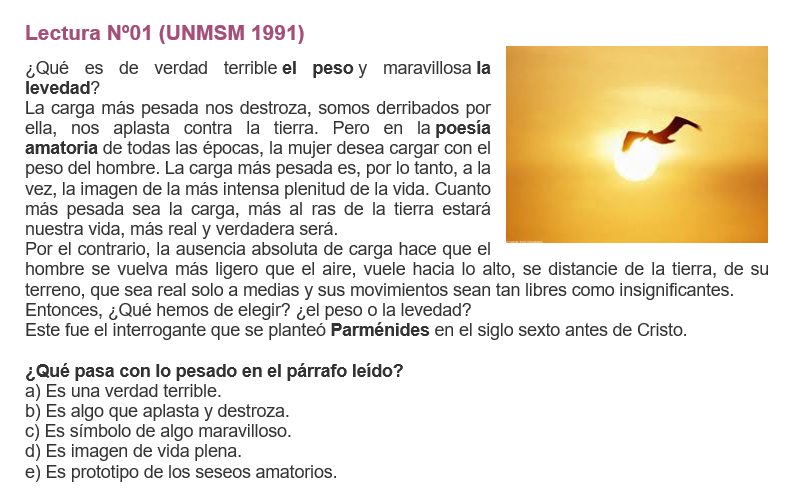 Lectura Nº01 (UNMSM 1991)
¿Qué es de verdad terrible el peso y maravillosa la
levedad?
La carga más pesada nos destroza, somos derribados por
ella, nos aplasta contra la tierra. Pero en la poesía
amatoria de todas las épocas, la mujer desea cargar con el
peso del hombre. La carga más pesada es, por lo tanto, a la
vez, la imagen de la más intensa plenitud de la vida. Cuanto
más pesada sea la carga, más al ras de la tierra estará
nuestra vida, más real y verdadera será.
Por el contrario, la ausencia absoluta de carga hace que el
hombre se vuelva más ligero que el aire, vuele hacia lo alto, se distancie de la tierra, de su
terreno, que sea real solo a medias y sus movimientos sean tan libres como insignificantes.
Entonces, ¿Qué hemos de elegir? ¿el peso o la levedad?
Este fue el interrogante que se planteó Parménides en el siglo sexto antes de Cristo.
¿Qué pasa con lo pesado en el párrafo leído?
a) Es una verdad terrible.
b) Es algo que aplasta y destroza.
c) Es símbolo de algo maravilloso.
d) Es imagen de vida plena.
e) Es prototipo de los seseos amatorios.